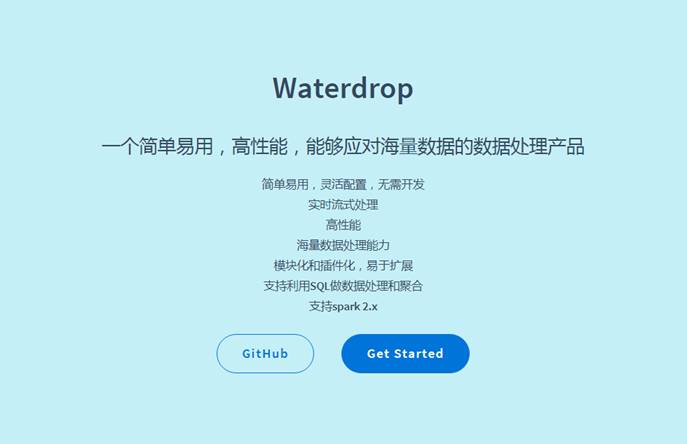 Waterdrop
一个简单易用，高性能，能够应对海量数据的数据处理产品
简单易用，灵活配置，无需开发
实时流式处理
高性能
海量数据处理能力
模块化和插件化，易于扩展
支持利用SQL做数据处理和聚合
支持spark 2.x
GitHub
Get Started